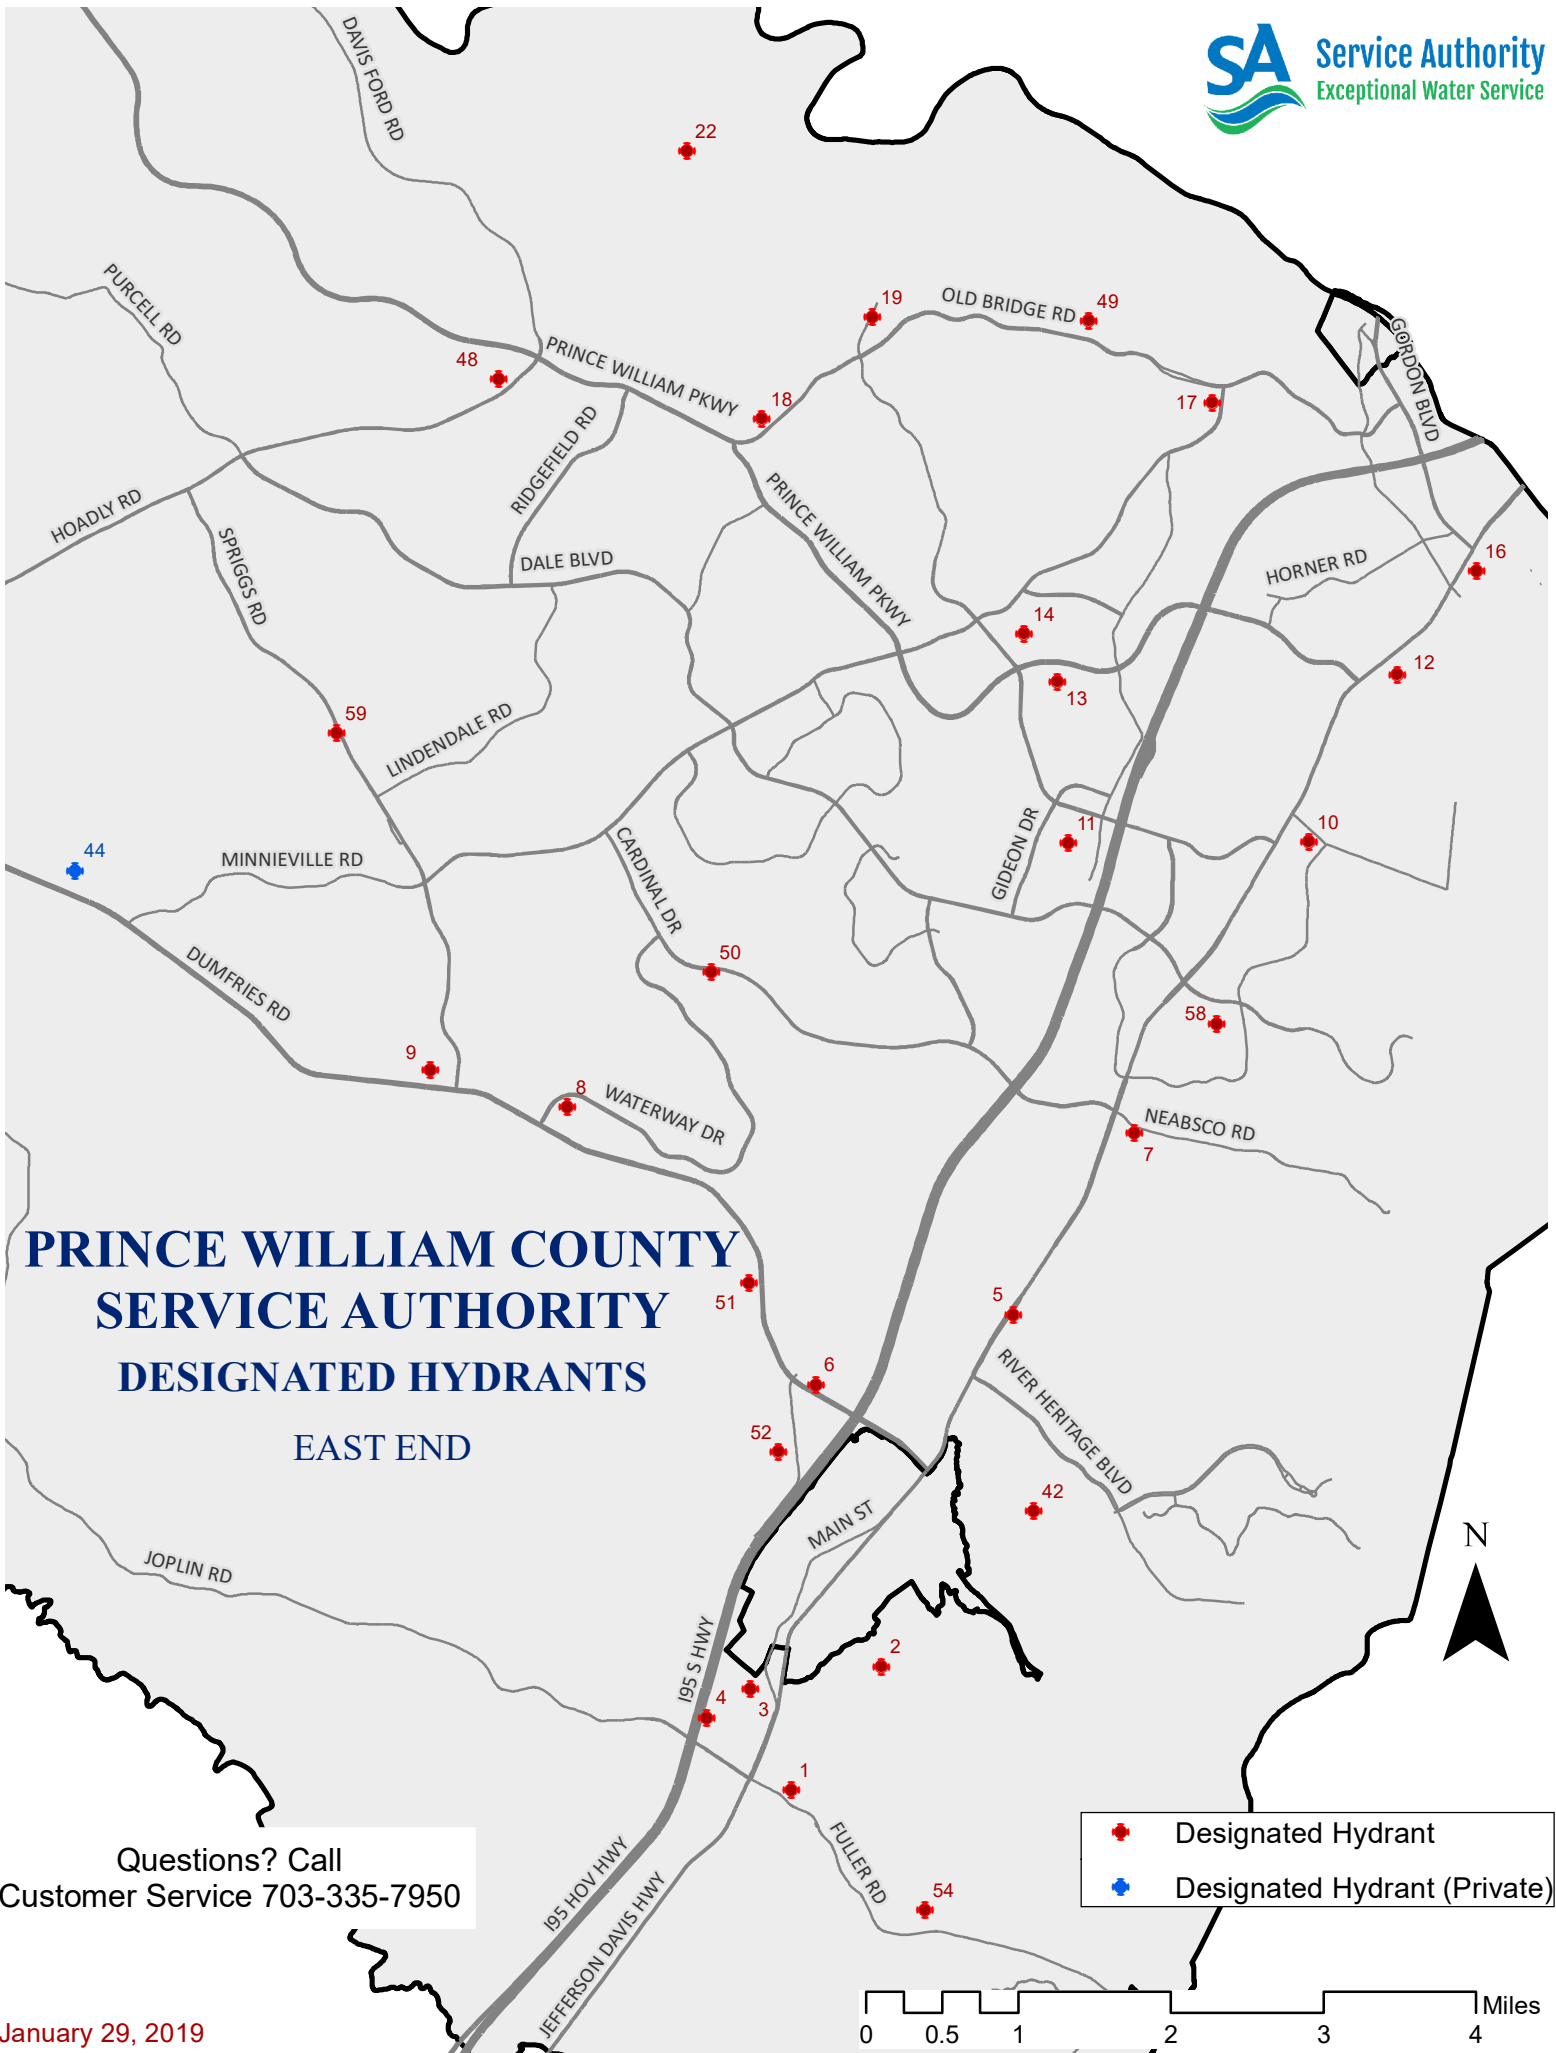 SA Service Authority
Exceptional Water Service
DAVIS FORD RD
22
PURCELL RD
19
OLD BRIDGE RD
49
GORDON BLVD
48
PRINCE WILLIAM PKWY
18
17
RIDGEFIELD RD
HOADLY RD
PRINCE WILLIAM PKWY
SPRIGGS RD
DALE BLVD
HORNER RD
16
14
12
13
59
LINDENDALE RD
44
MINNIEVILLE RD
CARDINAL DR
GIDEON DR
11
10
DUMFRIES RD
50
58
9
8
WATERWAY DR
NEABSCO RD
7
PRINCE WILLIAM COUNTY
SERVICE AUTHORITY
DESIGNATED HYDRANTS
EAST END
51
5
6
RIVER HERITAGE BLVD
52
42
MAIN ST
N
JOPLIN RD
I95 S HWY
2
4
3
1
FULLER RD
54
I95 HOV HWY
JEFFERSON DAVIS HWY
Designated Hydrant
Designated Hydrant (Private)
Questions? Call
Customer Service 703-335-7950
January 29, 2019
Miles
0 0.5 1 2 3 4